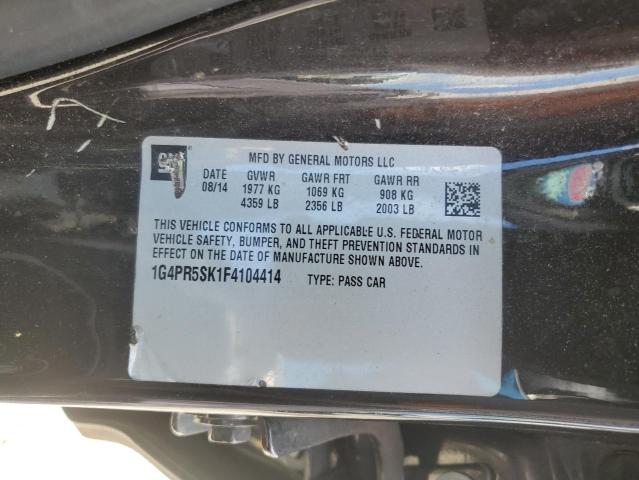 MFD BY GENERAL MOTORS LLC
DATE GVWR GAWR FRT GAWR RR
08/14 1977 KG 1069 KG 908 KG
4359 LB 2356 LB 2003 LB
THIS VEHICLE CONFORMS TO ALL APPLICABLE U.S. FEDERAL MOTOR
VEHICLE SAFETY, BUMPER, AND THEFT PREVENTION STANDARDS IN
EFFECT ON THE DATE OF MANUFACTURE SHOWN ABOVE.
1G4PR5SK1F4104414 TYPE: PASS CAR